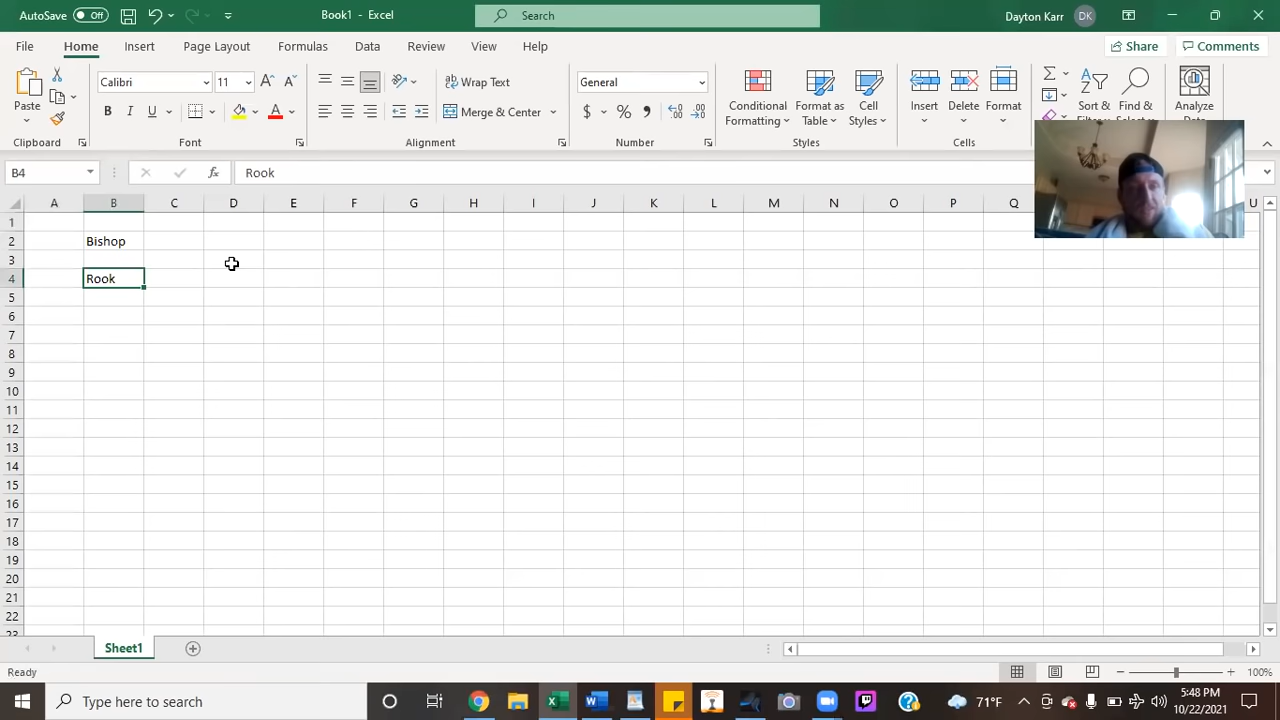 AutoSave Off
Book1 - Excel
Search
Dayton Karr DK
File Home Insert Page Layout Formulas Data Review View Help
Share Comments
Paste
Calibri 11
B I U
Wrap Text
Merge & Center
General
$ % ,
Conditional Formatting
Format as Table
Cell Styles
Insert Delete Format
Sort & Find &
Analyze
Clipboard Font Alignment Number Styles Cells
B4 fx Rook
A B C D E F G H I J K L M N O P Q U
1
2 Bishop
3
4 Rook
5
6
7
8
9
10
11
12
13
14
15
16
17
18
19
20
21
22
23
Sheet1
Ready 100%
Type here to search
71°F
5:48 PM
10/22/2021